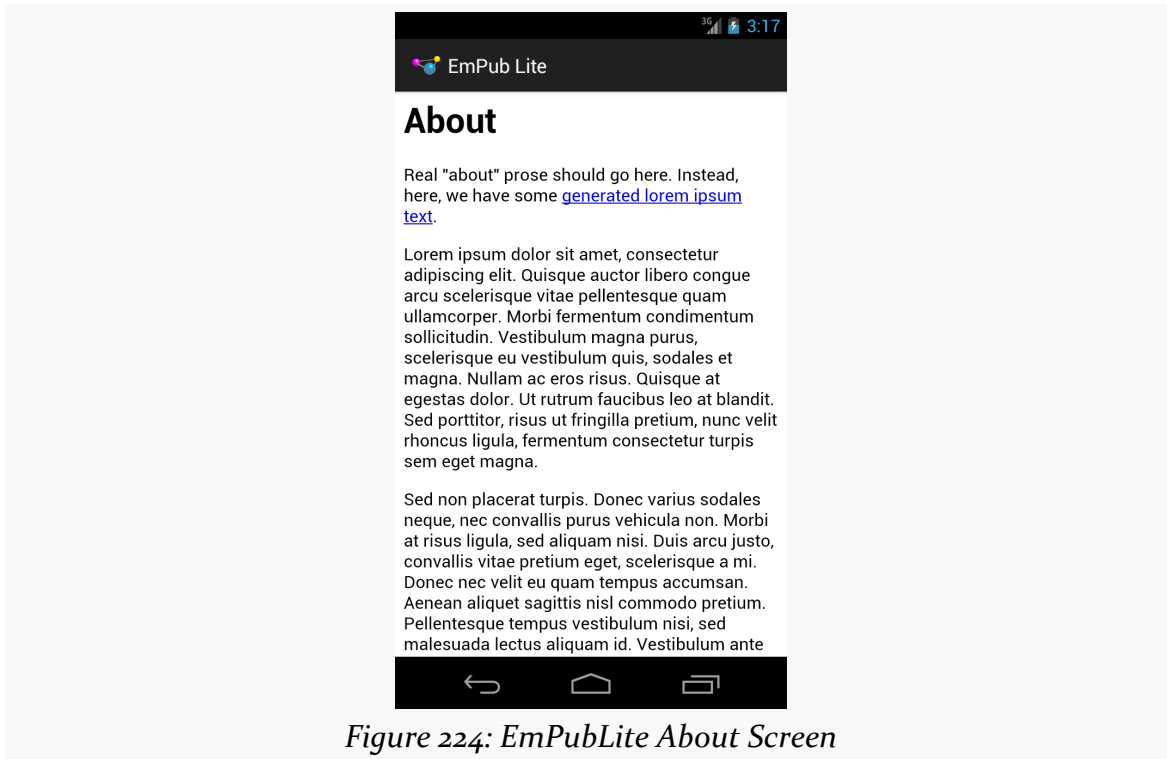 3G 3:17
EmPub Lite
About
Real "about" prose should go here. Instead,
here, we have some generated lorem ipsum
text.
Lorem ipsum dolor sit amet, consectetur
adipiscing elit. Quisque auctor libero congue
arcu scelerisque vitae pellentesque quam
ullamcorper. Morbi fermentum condimentum
sollicitudin. Vestibulum magna purus,
scelerisque eu vestibulum quis, sodales et
magna. Nullam ac eros risus. Quisque at
egestas dolor. Ut rutrum faucibus leo at blandit.
Sed porttitor, risus ut fringilla pretium, nunc velit
rhoncus ligula, fermentum consectetur turpis
sem eget magna.
Sed non placerat turpis. Donec varius sodales
neque, nec convallis purus vehicula non. Morbi
at risus ligula, sed aliquam nisi. Duis arcu justo,
convallis vitae pretium eget, scelerisque a mi.
Donec nec velit eu quam tempus accumsan.
Aenean aliquet sagittis nisl commodo pretium.
Pellentesque tempus vestibulum nisi, sed
malesuada lectus aliquam id. Vestibulum ante
Figure 224: EmPubLite About Screen